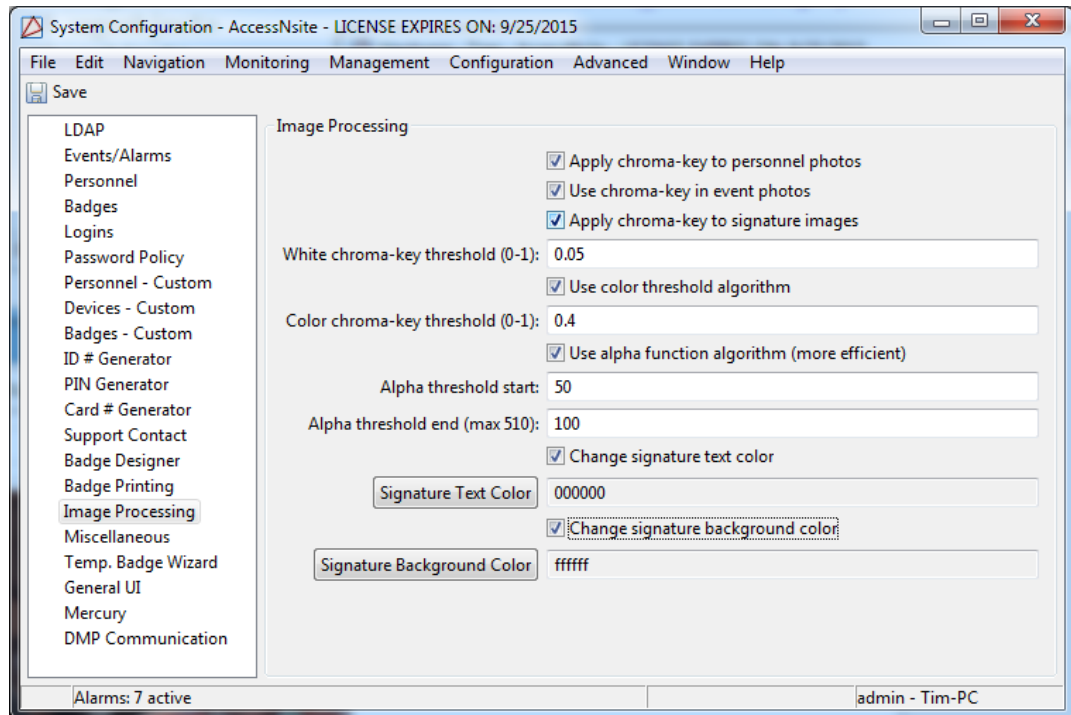 System Configuration - AccessNsite - LICENSE EXPIRES ON: 9/25/2015
File Edit Navigation Monitoring Management Configuration Advanced Window Help
Save
LDAP
Events/Alarms
Personnel
Badges
Logins
Password Policy
Personnel - Custom
Devices - Custom
Badges - Custom
ID # Generator
PIN Generator
Card # Generator
Support Contact
Badge Designer
Badge Printing
Image Processing
Miscellaneous
Temp. Badge Wizard
General UI
Mercury
DMP Communication
Image Processing
Apply chroma-key to personnel photos
Use chroma-key in event photos
Apply chroma-key to signature images
White chroma-key threshold (0-1): 0.05
Use color threshold algorithm
Color chroma-key threshold (0-1): 0.4
Use alpha function algorithm (more efficient)
Alpha threshold start: 50
Alpha threshold end (max 510): 100
Change signature text color
Signature Text Color 000000
Change signature background color
Signature Background Color ffffff
Alarms: 7 active
admin - Tim-PC